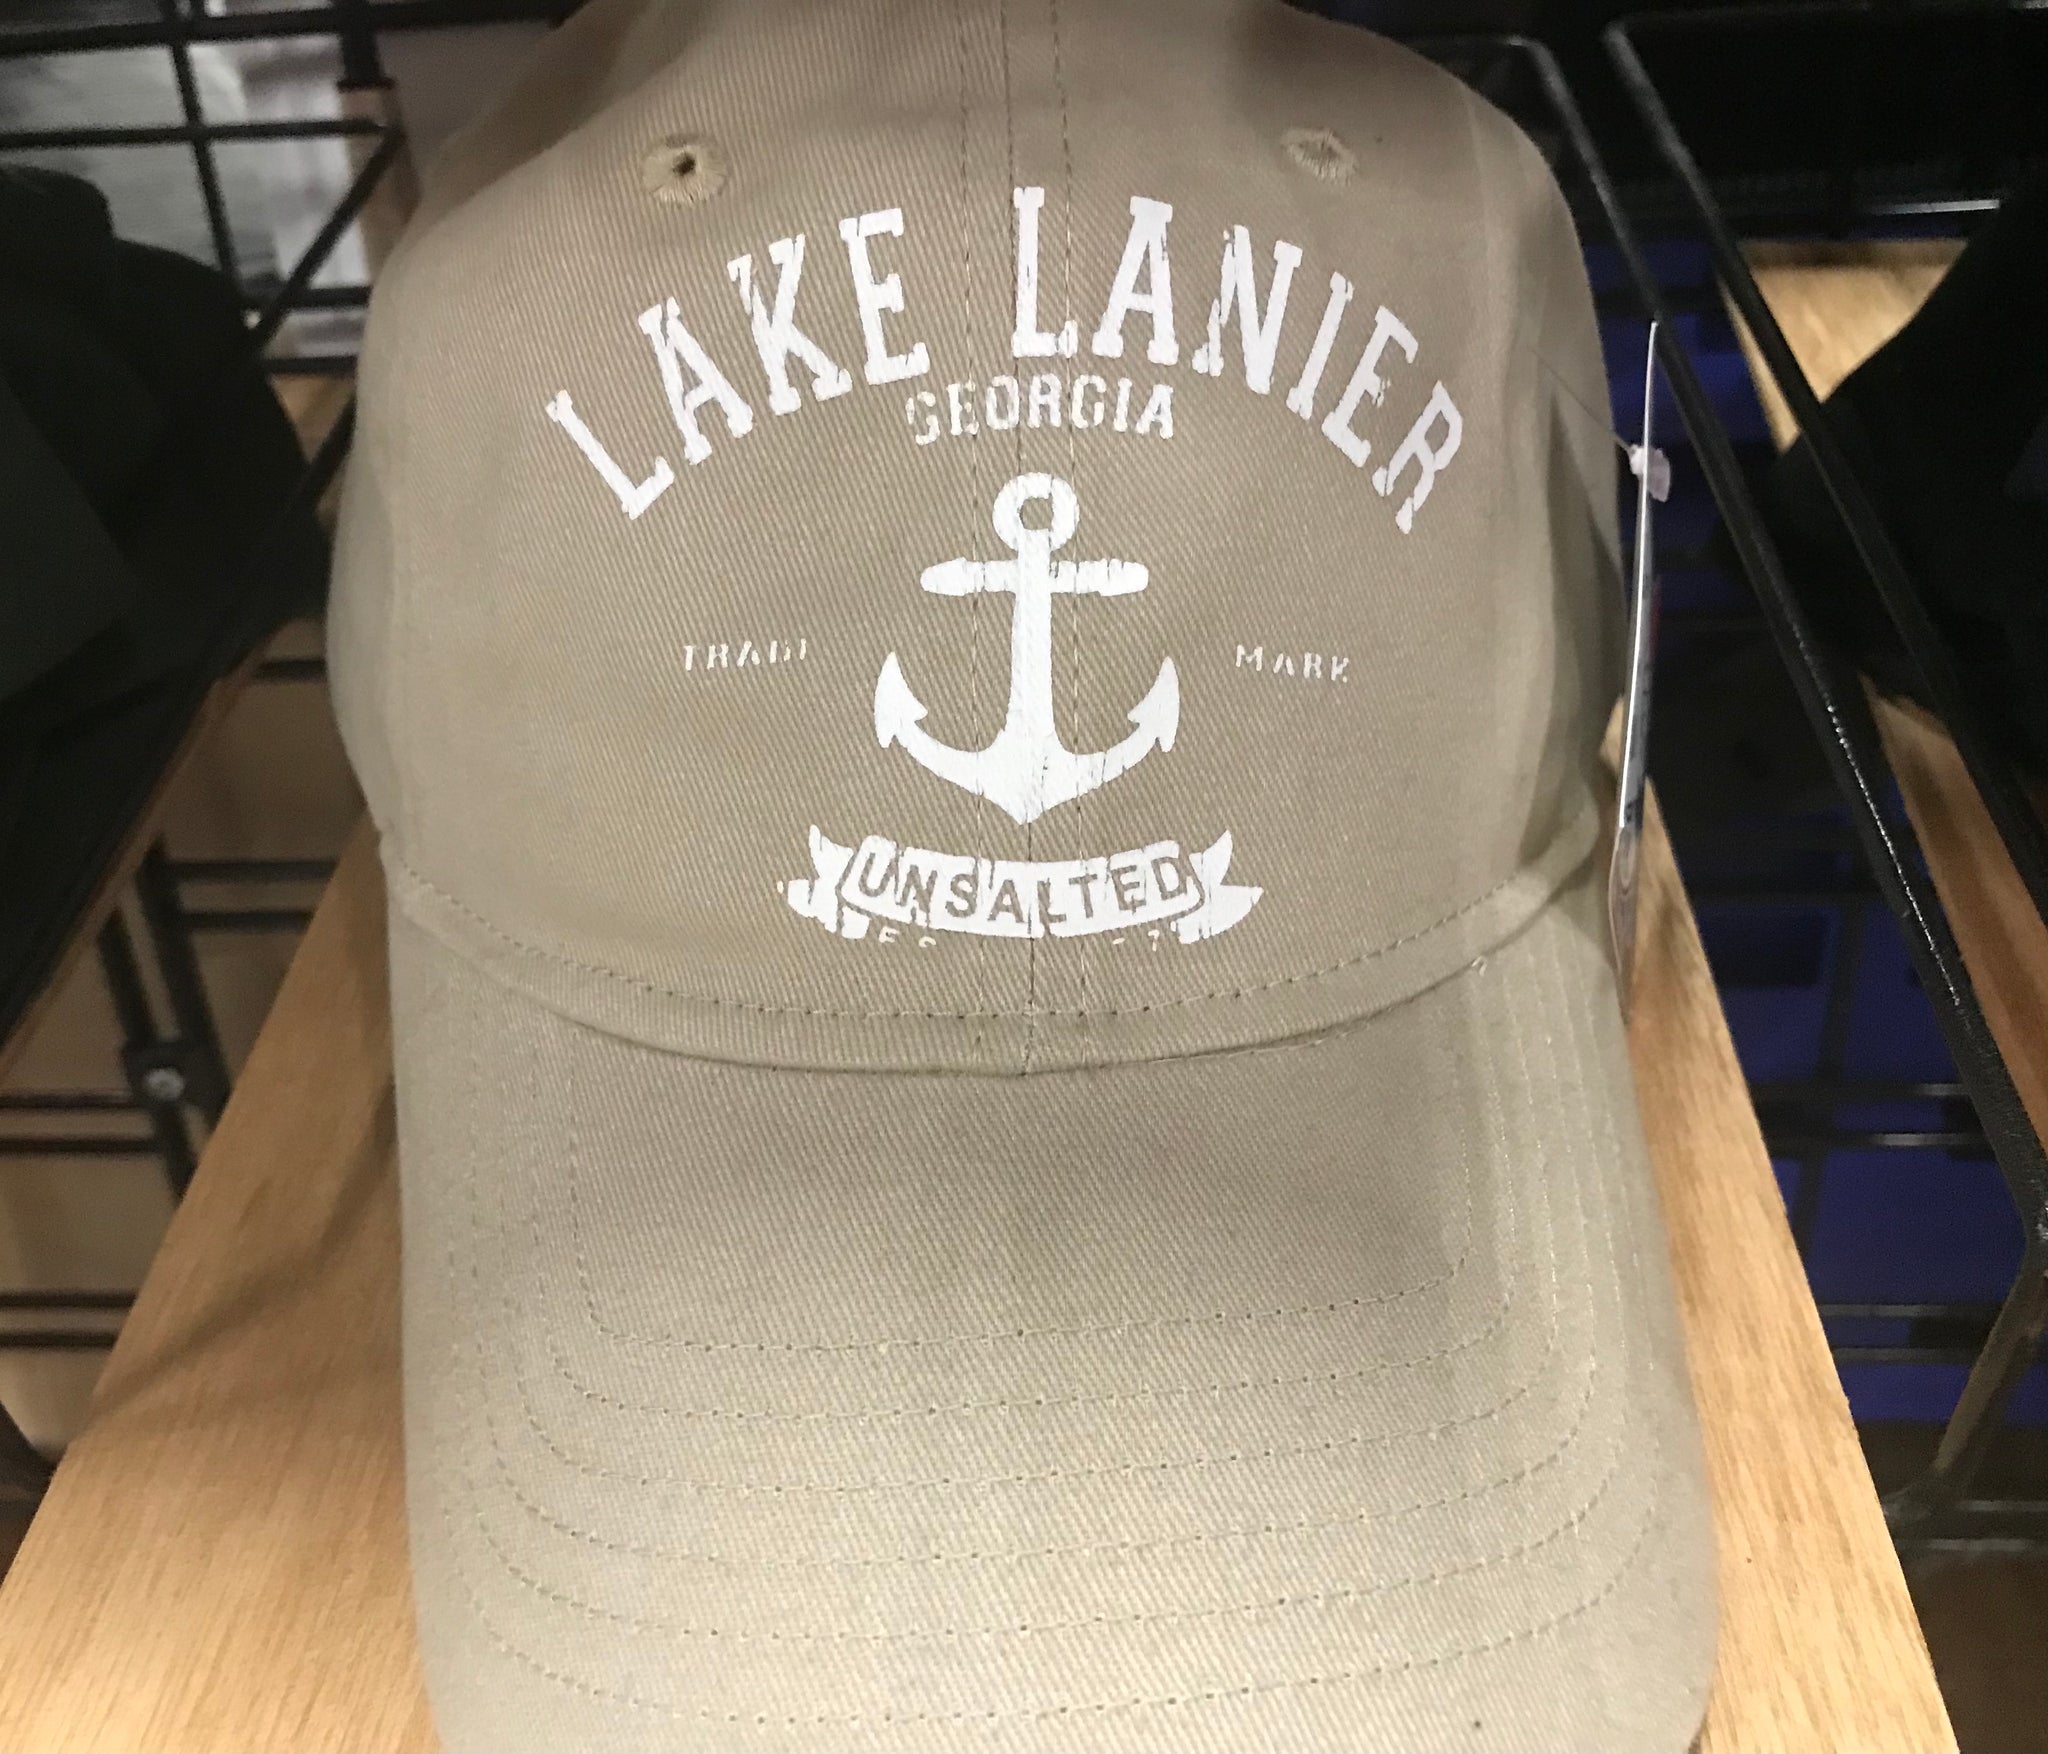 LAKE LANIER
GEORGIA
TRADE MARK
UNSALTED